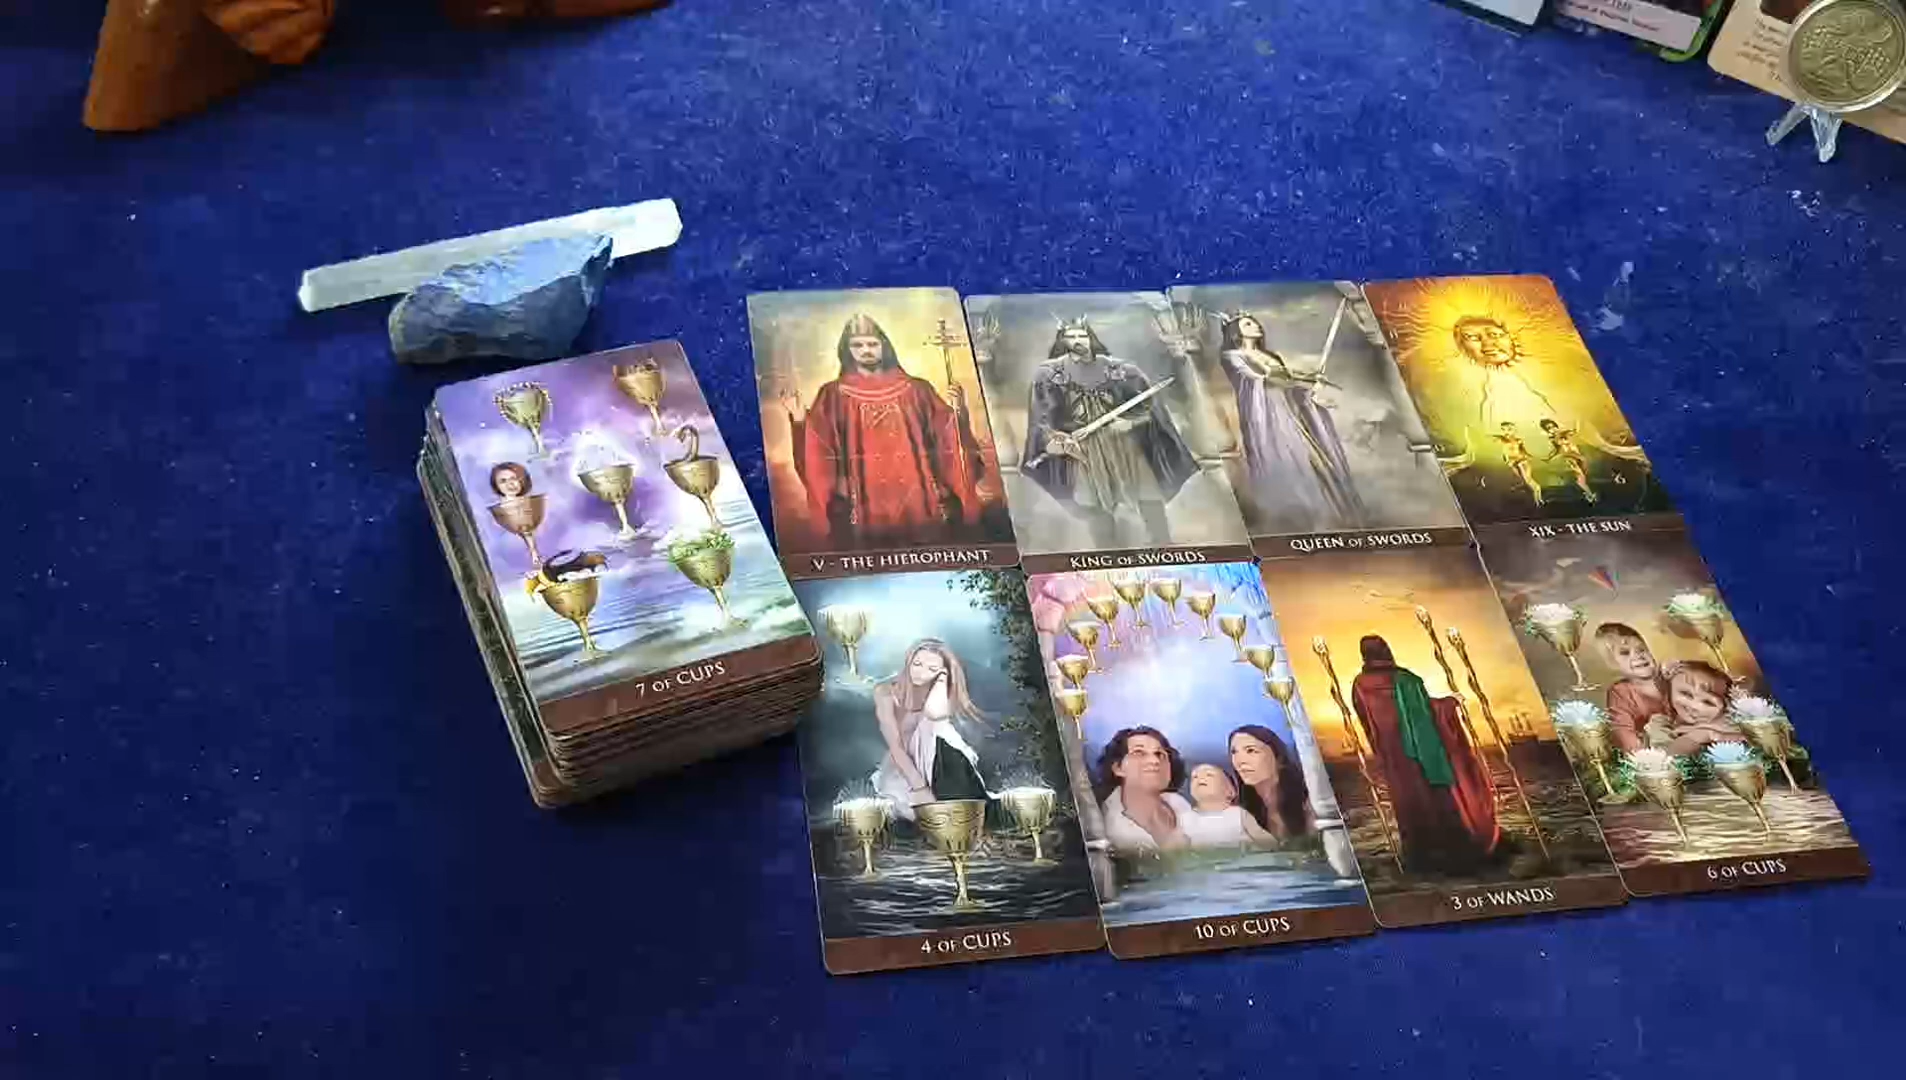 V - THE HIEROPHANT
KING OF SWORDS
QUEEN OF SWORDS
XIX - THE SUN
7 OF CUPS
4 OF CUPS
10 OF CUPS
3 OF WANDS
6 OF CUPS